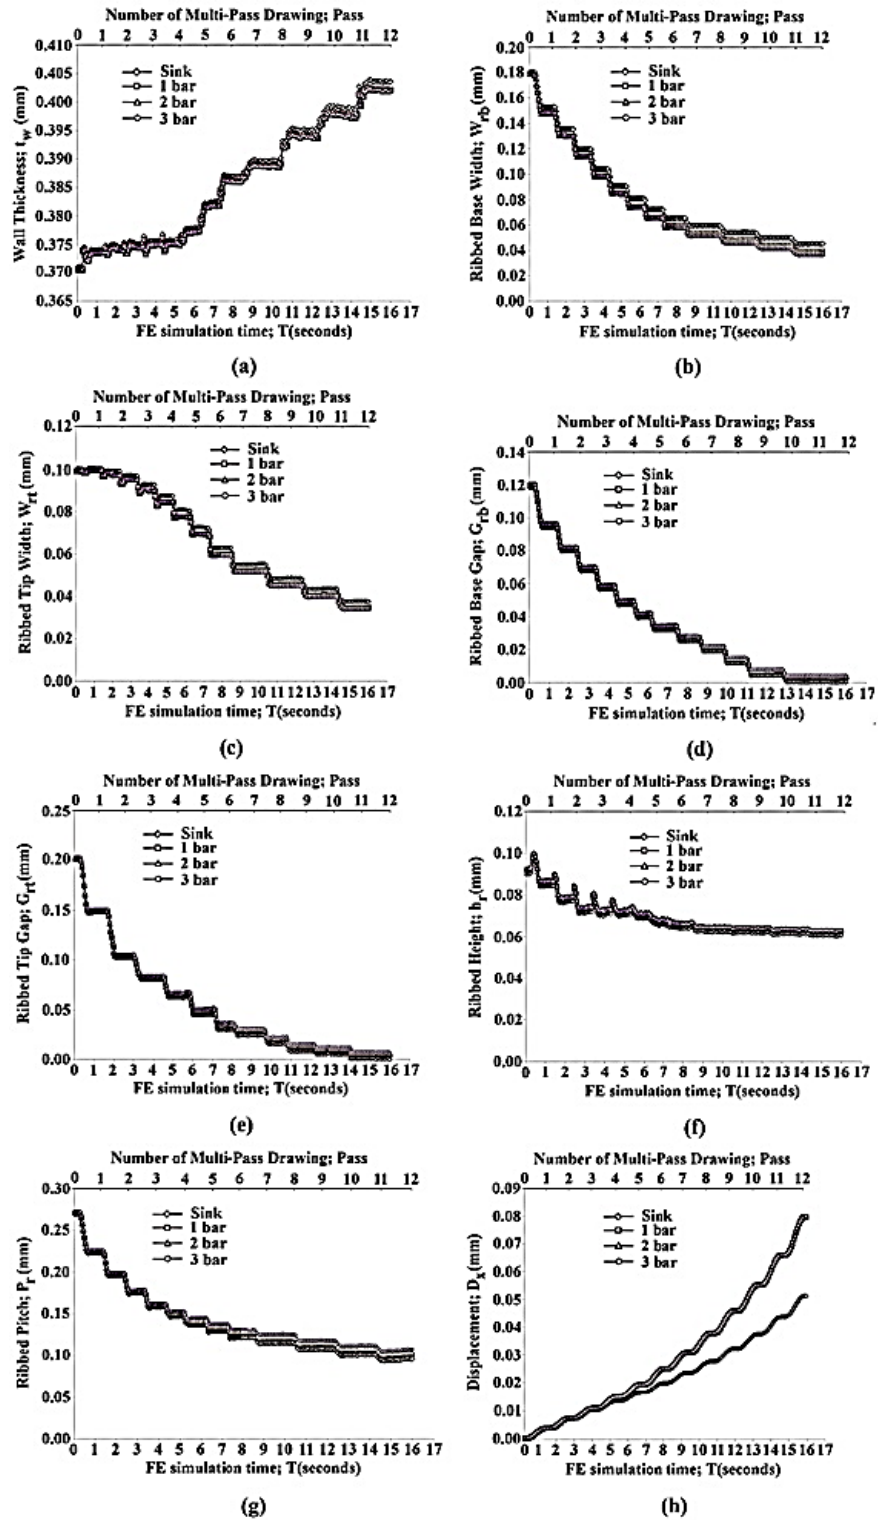 Number of Multi-Pass Drawing; Pass
0 1 2 3 4 5 6 7 8 9 10 11 12
0.410
0.405
0.400
0.395
0.390
0.385
0.380
0.375
0.370
0.365
Wall Thickness; tw (mm)
Sink
1 bar
2 bar
3 bar
0 1 2 3 4 5 6 7 8 9 10 11 12 13 14 15 16 17
FE simulation time; T(seconds)
(a)
Number of Multi-Pass Drawing; Pass
0 1 2 3 4 5 6 7 8 9 10 11 12
0.20
0.18
0.16
0.14
0.12
0.10
0.08
0.06
0.04
0.02
0.00
Ribbed Base Width; Wrb (mm)
Sink
1 bar
2 bar
3 bar
0 1 2 3 4 5 6 7 8 9 10 11 12 13 14 15 16 17
FE simulation time; T(seconds)
(b)
Number of Multi-Pass Drawing; Pass
0 1 2 3 4 5 6 7 8 9 10 11 12
0.12
0.10
0.08
0.06
0.04
0.02
0.00
Ribbed Tip Width; Wrt (mm)
Sink
1 bar
2 bar
3 bar
0 1 2 3 4 5 6 7 8 9 10 11 12 13 14 15 16 17
FE simulation time; T(seconds)
(c)
Number of Multi-Pass Drawing; Pass
0 1 2 3 4 5 6 7 8 9 10 11 12
0.14
0.12
0.10
0.08
0.06
0.04
0.02
0.00
Ribbed Base Gap; Grb (mm)
Sink
1 bar
2 bar
3 bar
0 1 2 3 4 5 6 7 8 9 10 11 12 13 14 15 16 17
FE simulation time; T(seconds)
(d)
Number of Multi-Pass Drawing; Pass
0 1 2 3 4 5 6 7 8 9 10 11 12
0.25
0.20
0.15
0.10
0.05
0.00
Ribbed Tip Gap; Grt (mm)
Sink
1 bar
2 bar
3 bar
0 1 2 3 4 5 6 7 8 9 10 11 12 13 14 15 16 17
FE simulation time; T(seconds)
(e)
Number of Multi-Pass Drawing; Pass
0 1 2 3 4 5 6 7 8 9 10 11 12
0.12
0.10
0.08
0.06
0.04
0.02
0.00
Ribbed Height; hr (mm)
Sink
1 bar
2 bar
3 bar
0 1 2 3 4 5 6 7 8 9 10 11 12 13 14 15 16 17
FE simulation time; T(seconds)
(f)
Number of Multi-Pass Drawing; Pass
0 1 2 3 4 5 6 7 8 9 10 11 12
0.30
0.25
0.20
0.15
0.10
0.05
0.00
Ribbed Pitch; Pr (mm)
Sink
1 bar
2 bar
3 bar
0 1 2 3 4 5 6 7 8 9 10 11 12 13 14 15 16 17
FE simulation time; T(seconds)
(g)
Number of Multi-Pass Drawing; Pass
0 1 2 3 4 5 6 7 8 9 10 11 12
0.09
0.08
0.07
0.06
0.05
0.04
0.03
0.02
0.01
0.00
Displacement; Dx (mm)
Sink
1 bar
2 bar
3 bar
0 1 2 3 4 5 6 7 8 9 10 11 12 13 14 15 16 17
FE simulation time; T(seconds)
(h)